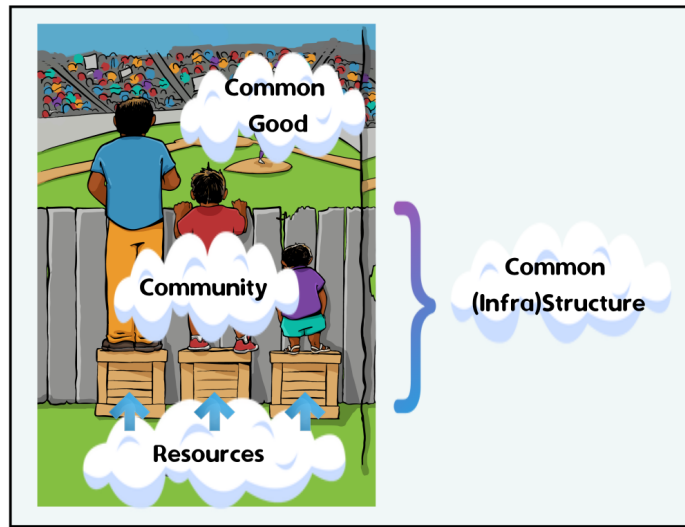 Common
Good
Community
Common
(Infra)Structure
Resources